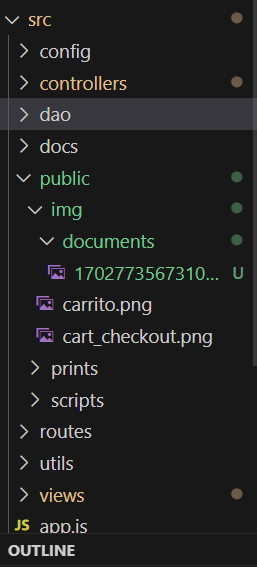 src
config
controllers
dao
docs
public
img
documents
1702773567310... U
carrito.png
cart_checkout.png
prints
scripts
routes
utils
views
JS app.js
OUTLINE